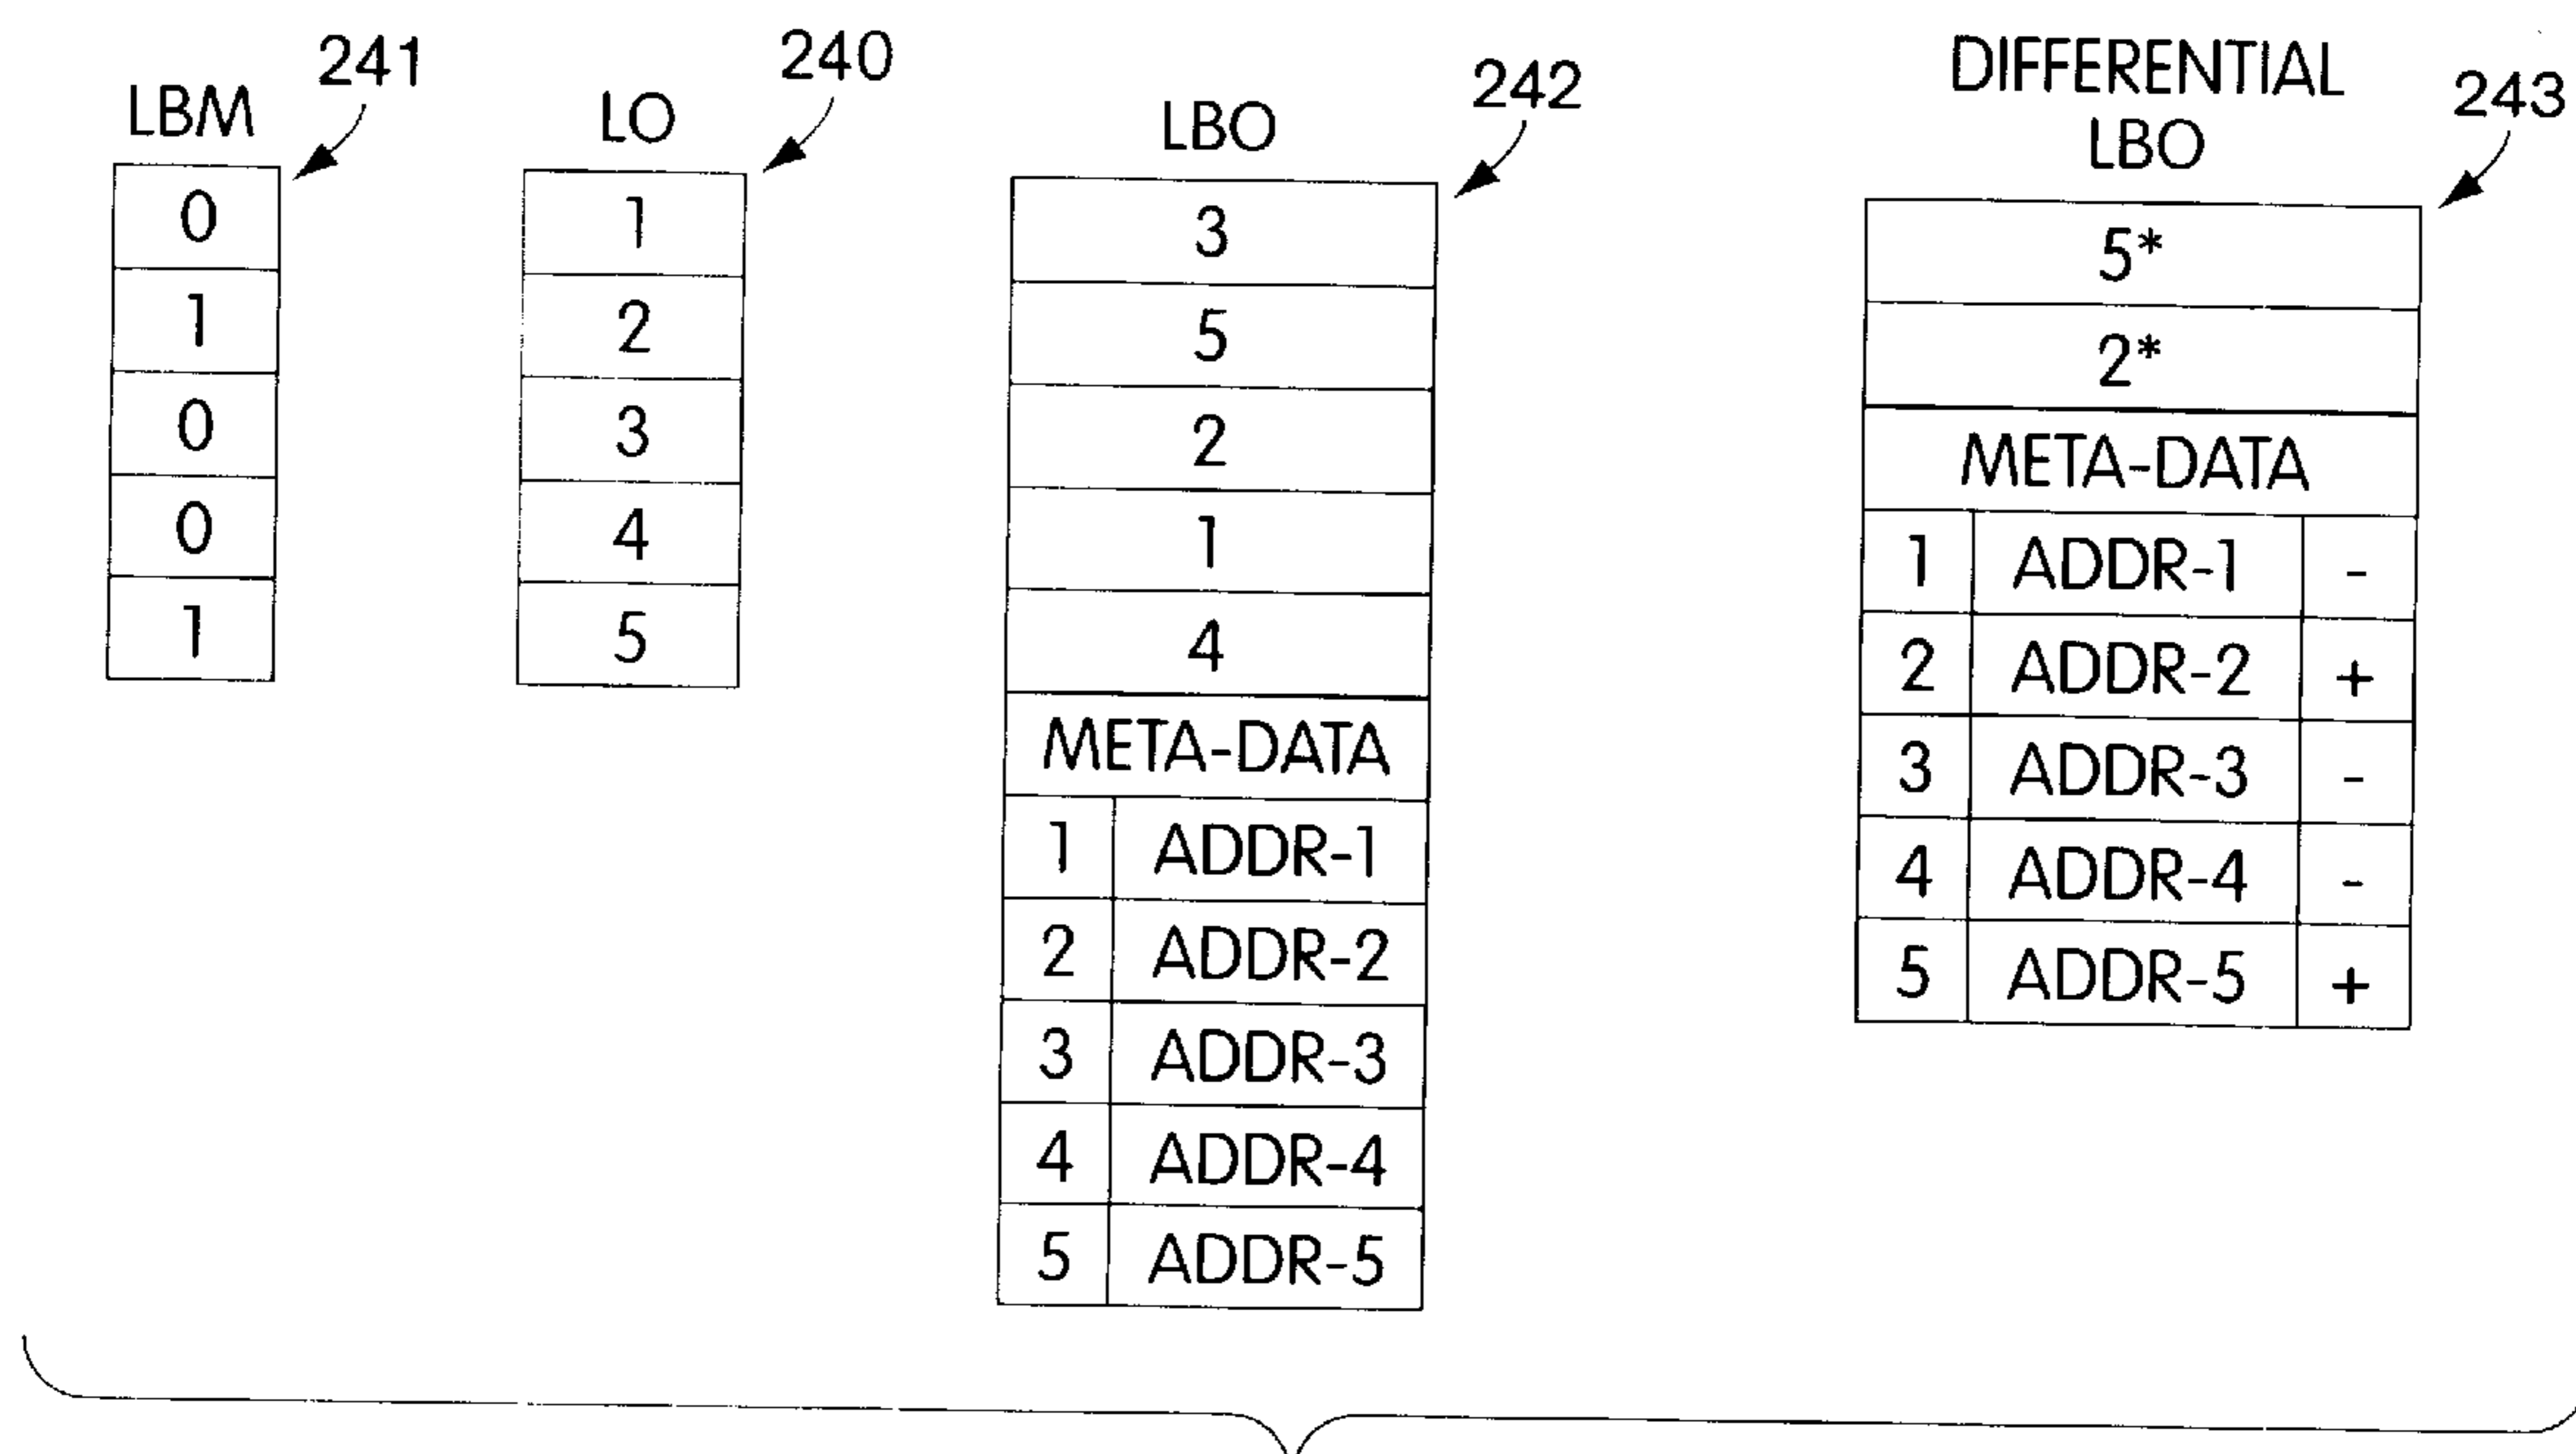 LBM
241
0
1
0
0
1
LO
240
1
2
3
4
5
LBO
242
3
5
2
1
4
META-DATA
1 ADDR-1
2 ADDR-2
3 ADDR-3
4 ADDR-4
5 ADDR-5
DIFFERENTIAL
LBO
243
5*
2*
META-DATA
1 ADDR-1 -
2 ADDR-2 +
3 ADDR-3 -
4 ADDR-4 -
5 ADDR-5 +